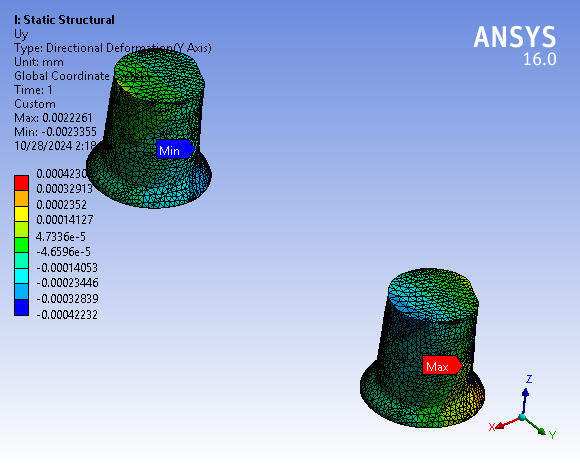 I: Static Structural
Uy
Type: Directional Deformation(Y Axis)
Unit: mm
Global Coordinate
Time: 1
Custom
Max: 0.0022261
Min: -0.0023355
10/28/2024 2:18
0.0004230
0.00032913
0.0002352
0.00014127
4.7336e-5
-4.6596e-5
-0.00014053
-0.00023446
-0.00032839
-0.00042232
ANSYS
16.0
Min
Max
Z
X
Y